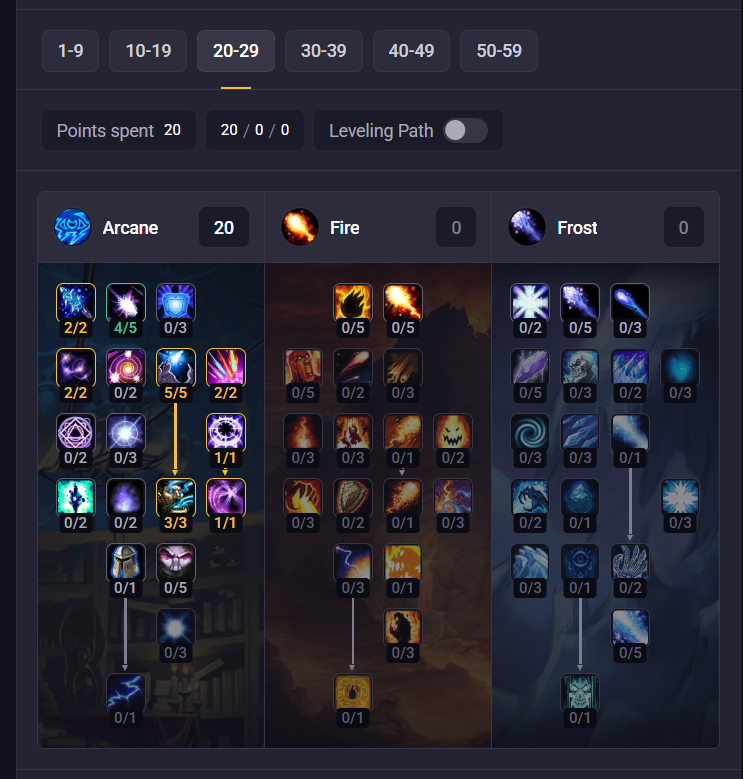 1-9 10-19 20-29 30-39 40-49 50-59
Points spent 20 20 / 0 / 0 Leveling Path
Arcane 20 Fire 0 Frost 0
2/2 4/5 0/3 0/5 0/5 0/2 0/5 0/3
2/2 0/2 5/5 2/2 0/5 0/2 0/3 0/5 0/3 0/2 0/3
0/2 0/3 1/1 0/3 0/3 0/1 0/2 0/3 0/3 0/1
0/2 0/2 3/3 1/1 0/3 0/2 0/1 0/3 0/2 0/1 0/3
0/1 0/5 0/3 0/1 0/3 0/1 0/2
0/3 0/3 0/5
0/1 0/1 0/1